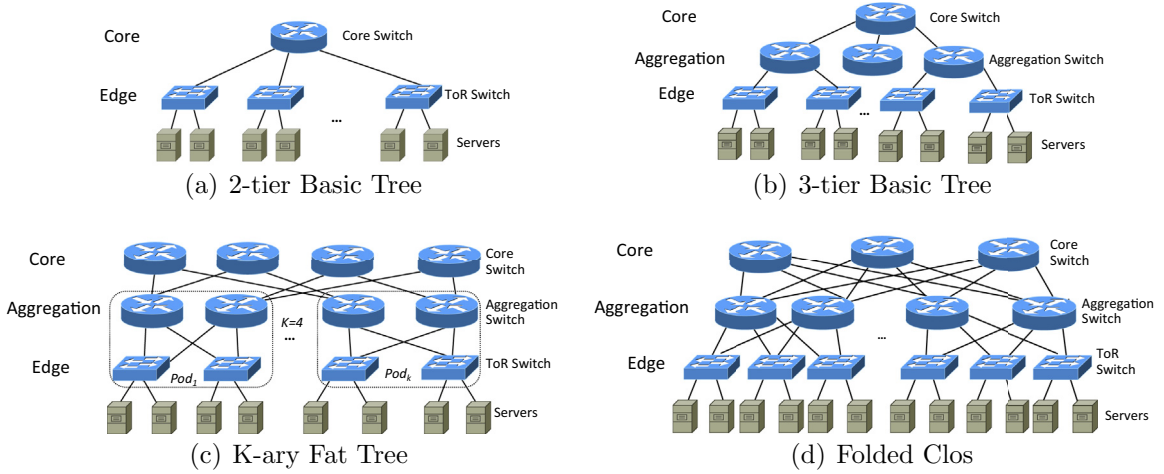 Core
Core Switch
Edge
ToR Switch
...
Servers
(a) 2-tier Basic Tree
Core
Core Switch
Aggregation
Aggregation Switch
Edge
ToR Switch
...
Servers
(b) 3-tier Basic Tree
Core
Core
Switch
Aggregation
Aggregation
Switch
K=4
...
Edge
Pod1
Podk
ToR Switch
Servers
(c) K-ary Fat Tree
Core
Core
Switch
Aggregation
Aggregation
Switch
...
Edge
ToR
Switch
Servers
(d) Folded Clos